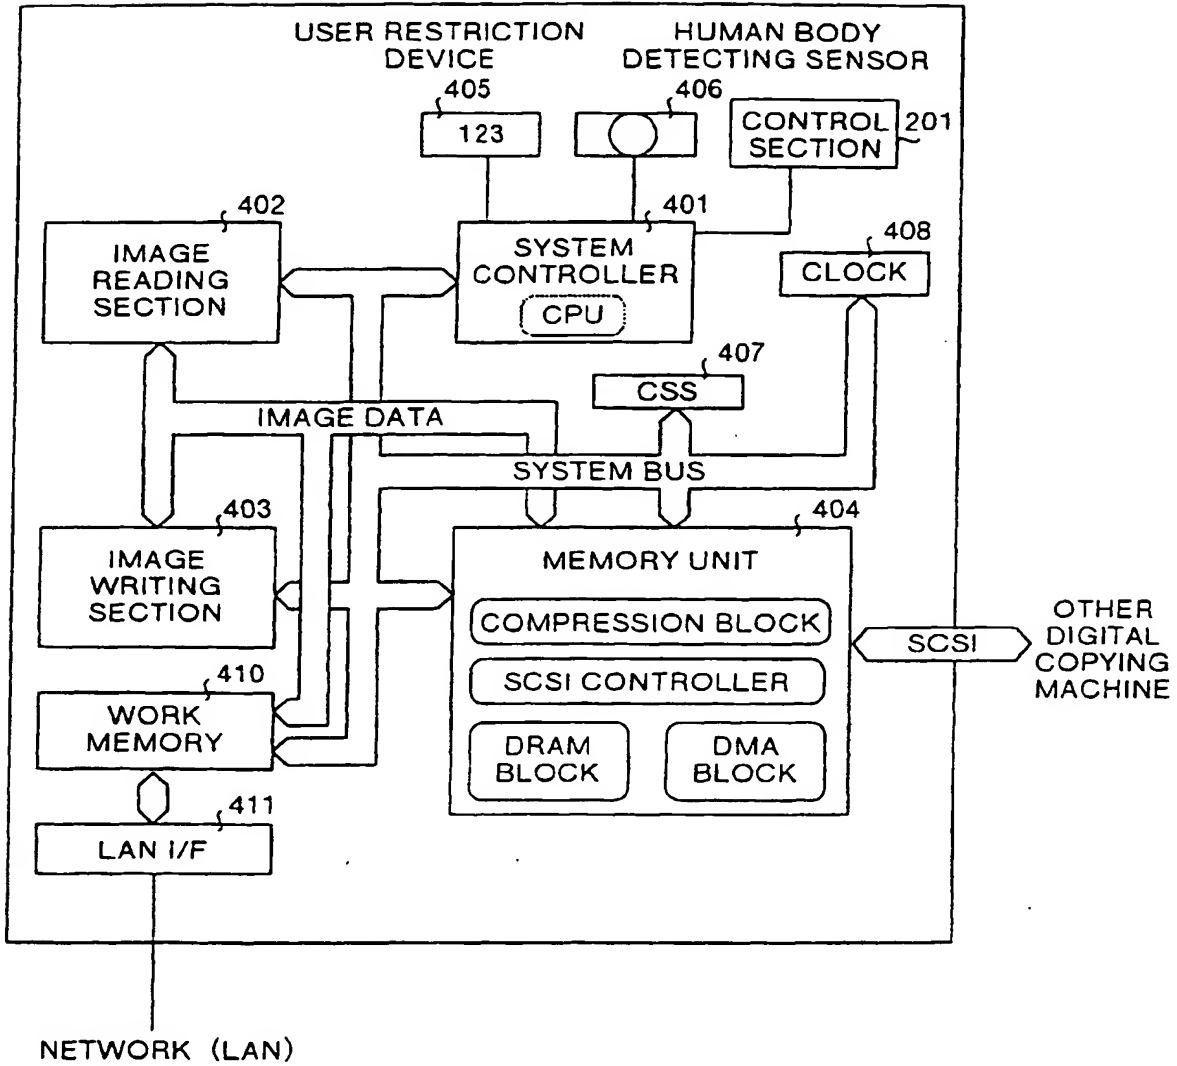 USER RESTRICTION
DEVICE
405
123
HUMAN BODY
DETECTING SENSOR
406
CONTROL
SECTION
201
402
IMAGE
READING
SECTION
401
SYSTEM
CONTROLLER
CPU
408
CLOCK
407
CSS
IMAGE DATA
SYSTEM BUS
403
IMAGE
WRITING
SECTION
404
MEMORY UNIT
COMPRESSION BLOCK
SCSI CONTROLLER
DRAM
BLOCK
DMA
BLOCK
SCSI
OTHER
DIGITAL
COPYING
MACHINE
410
WORK
MEMORY
411
LAN I/F
NETWORK (LAN)